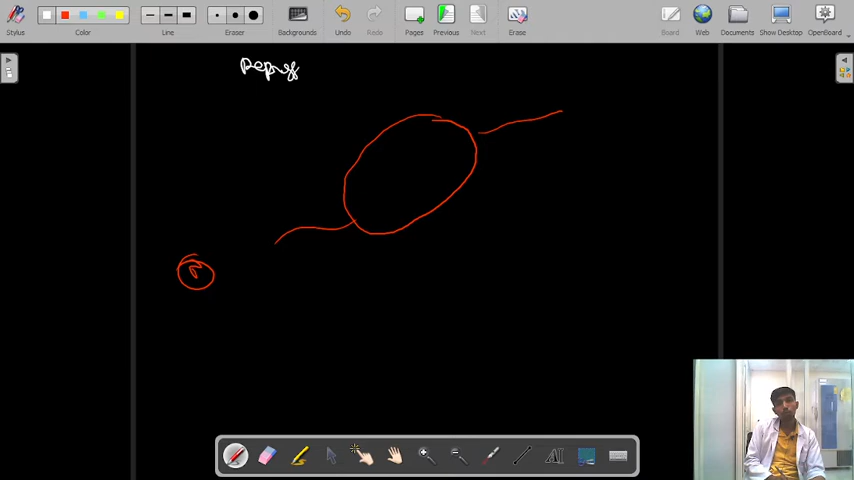 Stylus
Color
Line
Eraser
Backgrounds
Undo
Redo
Pages
Previous
Next
Erase
Board
Web
Documents
Show Desktop
OpenBoard